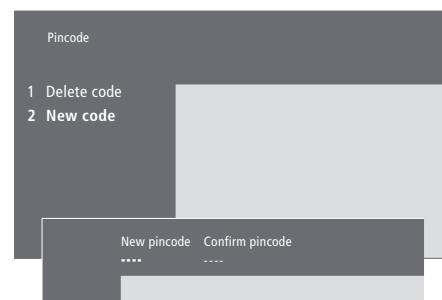 Pincode
1 Delete code
2 New code
New pincode Confirm pincode
---- ----